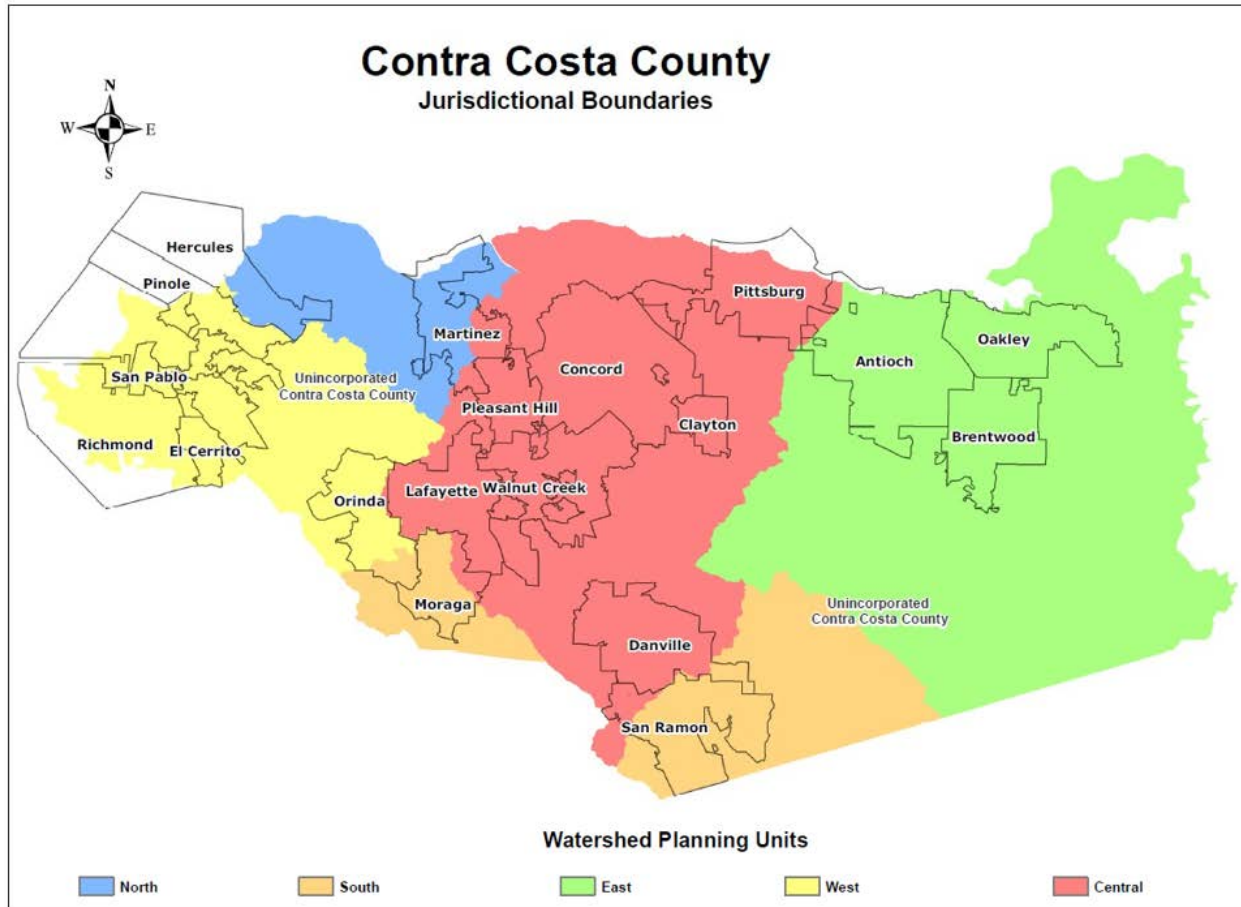 Contra Costa County
Jurisdictional Boundaries
N
W E
S
Hercules
Pinole
Pittsburg
Martinez
Oakley
Antioch
Concord
San Pablo
Unincorporated
Contra Costa County
Pleasant Hill
Clayton
Richmond
El Cerrito
Brentwood
Orinda
Lafayette
Walnut Creek
Moraga
Unincorporated
Contra Costa County
Danville
San Ramon
Watershed Planning Units
North South East West Central